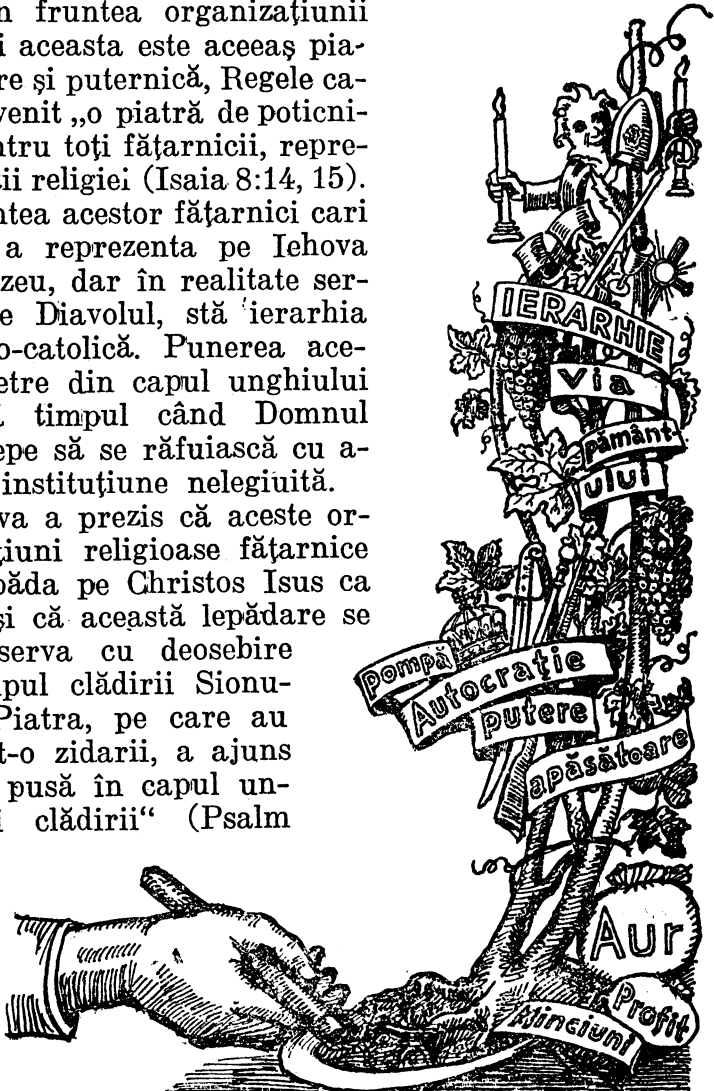 n fruntea organizaţiunii
i aceasta este aceeaş pia-
re şi puternică, Regele ca-
venit „o piatră de poticni-
ntru toţi făţarnicii, repre-
ii religiei (Isaia 8:14, 15).
ntea acestor făţarnici cari
a reprezenta pe Iehova
zeu, dar în realitate ser-
e Diavolul, stă ierarhia
o-catolică. Punerea ace-
etre din capul unghiului
timpul când Domnul
epe să se răfuiască cu a-
instituţiune nelegiuită.
va a prezis că aceste or-
ţiuni religioase făţarnice
păda pe Christos Isus ca
şi că această lepădare se
serva cu deosebire
pul clădirii Sionu-
Piatra, pe care au
t-o zidarii, a ajuns
pusă în capul un-
i clădirii“ (Psalm
IERARHIE
Via
pământ-
ului
Pompă
Autocraţie
putere
apăsătoare
Aur
Profit
Minciuni